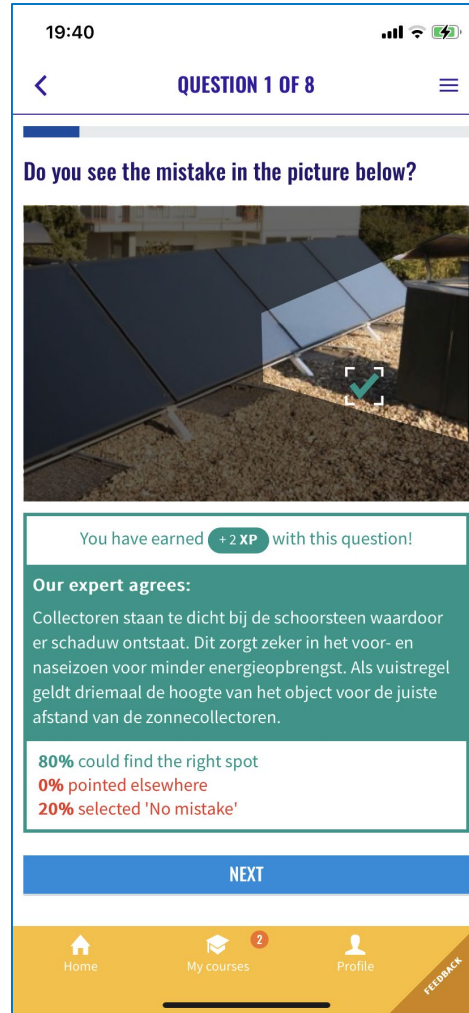 19:40
QUESTION 1 OF 8
Do you see the mistake in the picture below?
You have earned +2 XP with this question!
Our expert agrees:
Collectoren staan te dicht bij de schoorsteen waardoor
er schaduw ontstaat. Dit zorgt zeker in het voor- en
naseizoen voor minder energieopbrengst. Als vuistregel
geldt driemaal de hoogte van het object voor de juiste
afstand van de zonnecollectoren.
80% could find the right spot
0% pointed elsewhere
20% selected 'No mistake'
NEXT
2
Home My courses Profile
FEEDBACK